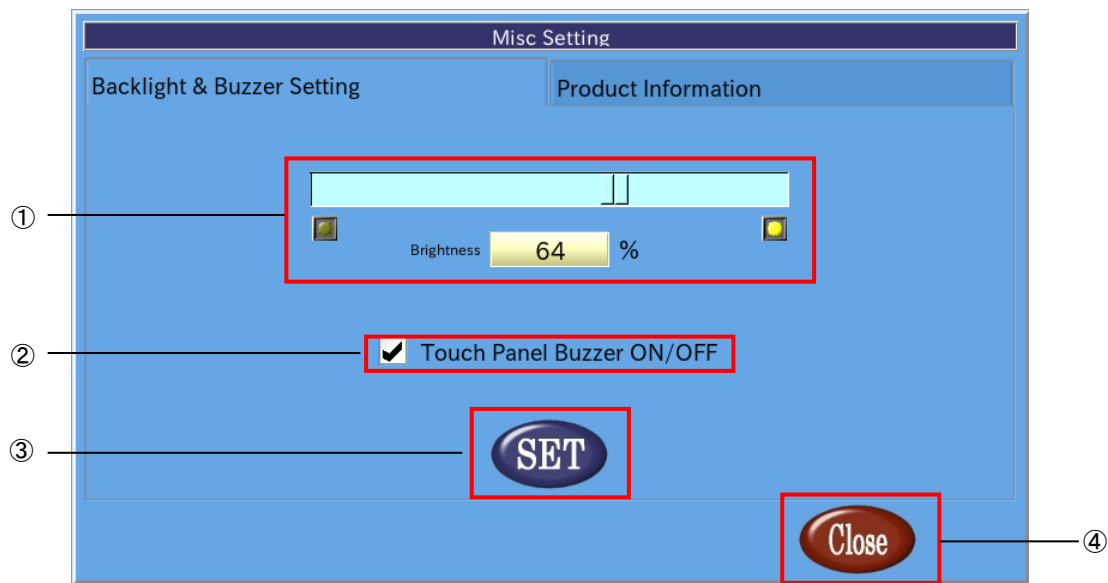 Misc Setting
Backlight & Buzzer Setting
Product Information
①
Brightness 64 %
② Touch Panel Buzzer ON/OFF
③ SET
Close ④